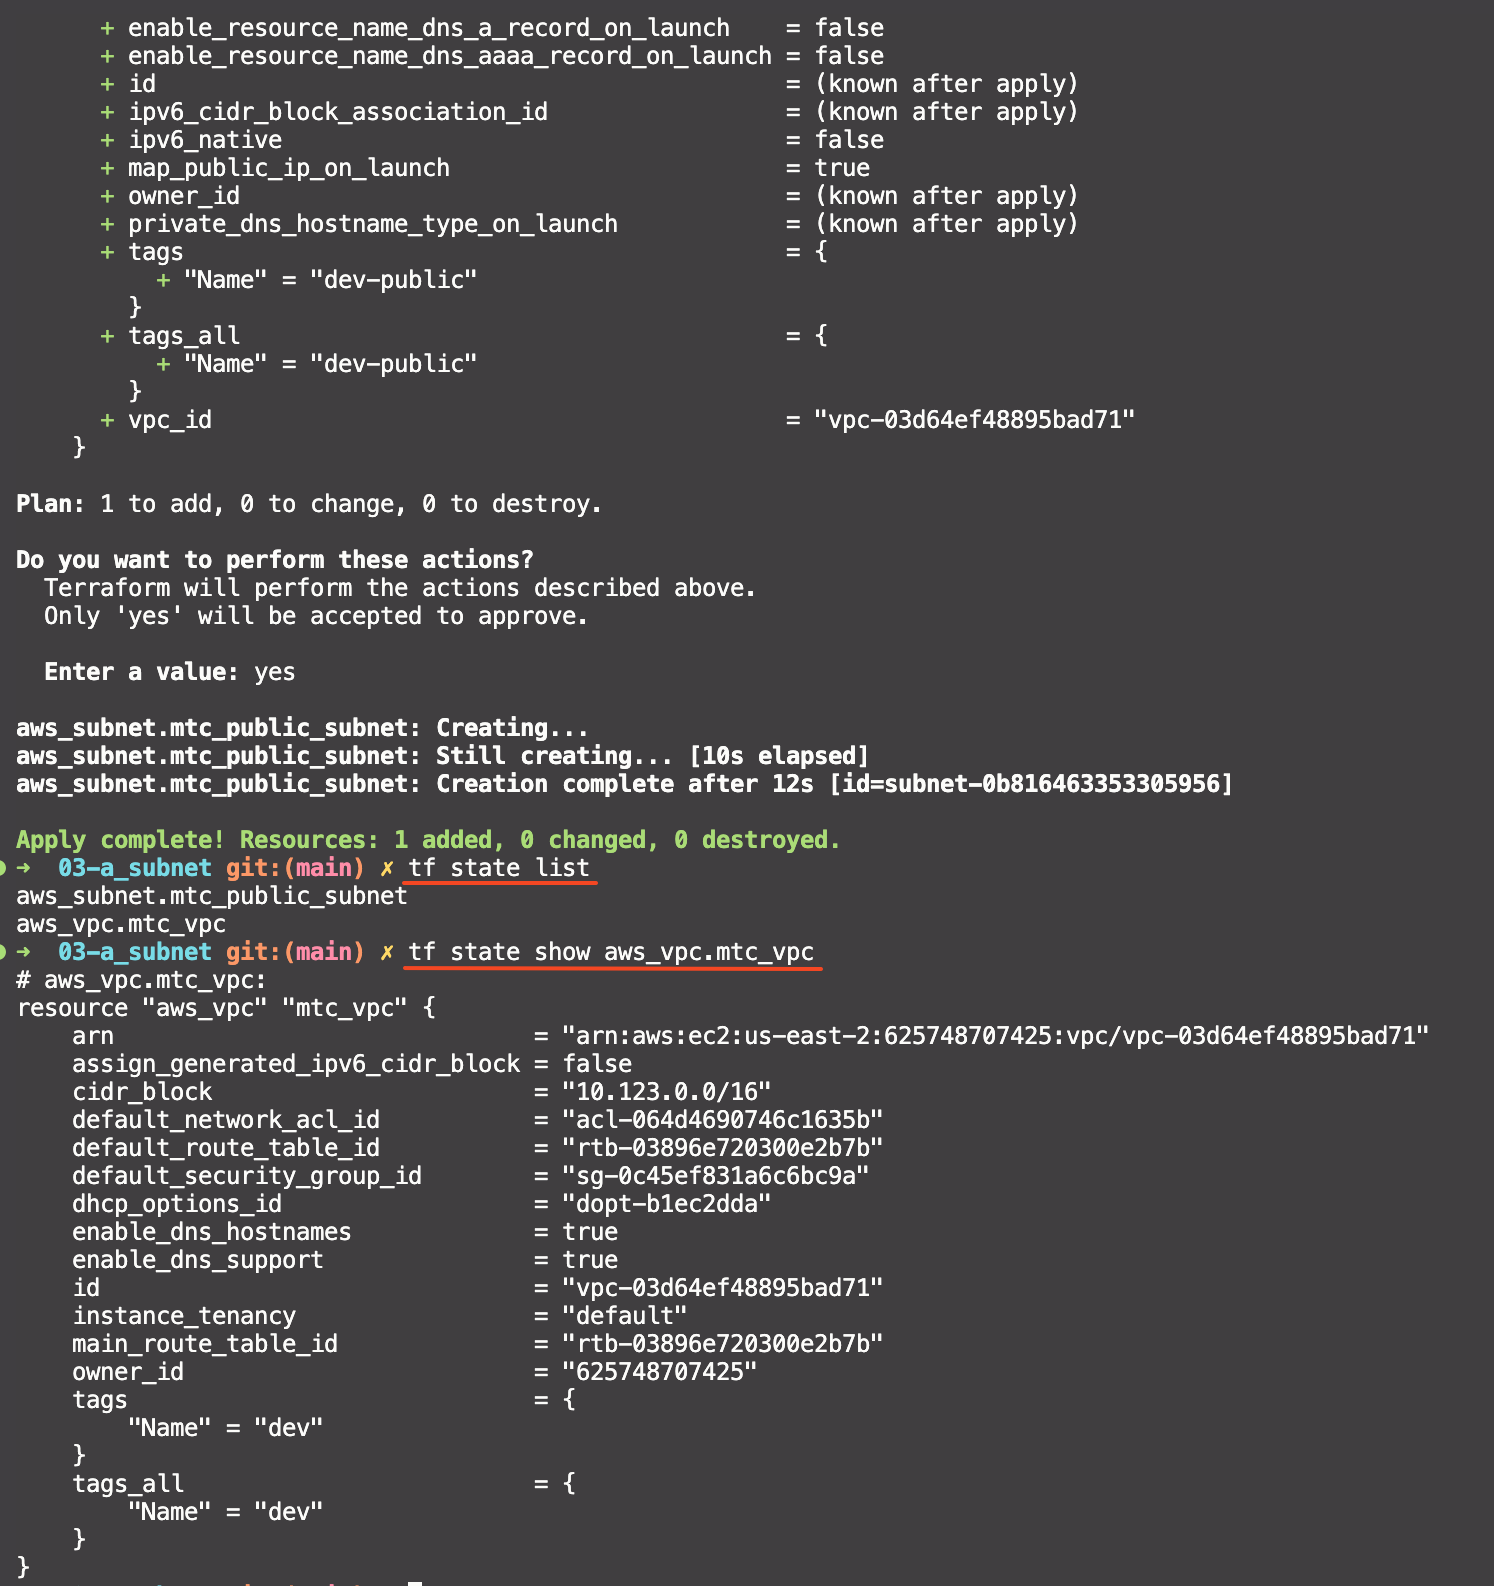 + enable_resource_name_dns_a_record_on_launch    = false
+ enable_resource_name_dns_aaaa_record_on_launch = false
+ id                                             = (known after apply)
+ ipv6_cidr_block_association_id                 = (known after apply)
+ ipv6_native                                    = false
+ map_public_ip_on_launch                        = true
+ owner_id                                       = (known after apply)
+ private_dns_hostname_type_on_launch            = (known after apply)
+ tags                                           = {
+ "Name" = "dev-public"
}
+ tags_all                                       = {
+ "Name" = "dev-public"
}
+ vpc_id                                         = "vpc-03d64ef48895bad71"
}
Plan: 1 to add, 0 to change, 0 to destroy.
Do you want to perform these actions?
Terraform will perform the actions described above.
Only 'yes' will be accepted to approve.
Enter a value: yes
aws_subnet.mtc_public_subnet: Creating...
aws_subnet.mtc_public_subnet: Still creating... [10s elapsed]
aws_subnet.mtc_public_subnet: Creation complete after 12s [id=subnet-0b816463353305956]
Apply complete! Resources: 1 added, 0 changed, 0 destroyed.
➜  03-a_subnet git:(main) ✗ tf state list
aws_subnet.mtc_public_subnet
aws_vpc.mtc_vpc
➜  03-a_subnet git:(main) ✗ tf state show aws_vpc.mtc_vpc
# aws_vpc.mtc_vpc:
resource "aws_vpc" "mtc_vpc" {
arn                              = "arn:aws:ec2:us-east-2:625748707425:vpc/vpc-03d64ef48895bad71"
assign_generated_ipv6_cidr_block = false
cidr_block                       = "10.123.0.0/16"
default_network_acl_id           = "acl-064d4690746c1635b"
default_route_table_id           = "rtb-03896e720300e2b7b"
default_security_group_id        = "sg-0c45ef831a6c6bc9a"
dhcp_options_id                  = "dopt-b1ec2dda"
enable_dns_hostnames             = true
enable_dns_support               = true
id                               = "vpc-03d64ef48895bad71"
instance_tenancy                 = "default"
main_route_table_id              = "rtb-03896e720300e2b7b"
owner_id                         = "625748707425"
tags                             = {
"Name" = "dev"
}
tags_all                         = {
"Name" = "dev"
}
}